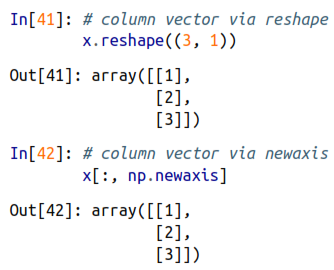 In[41]: # column vector via reshape
        x.reshape((3, 1))
Out[41]: array([[1],
                [2],
                [3]])
In[42]: # column vector via newaxis
        x[:, np.newaxis]
Out[42]: array([[1],
                [2],
                [3]])